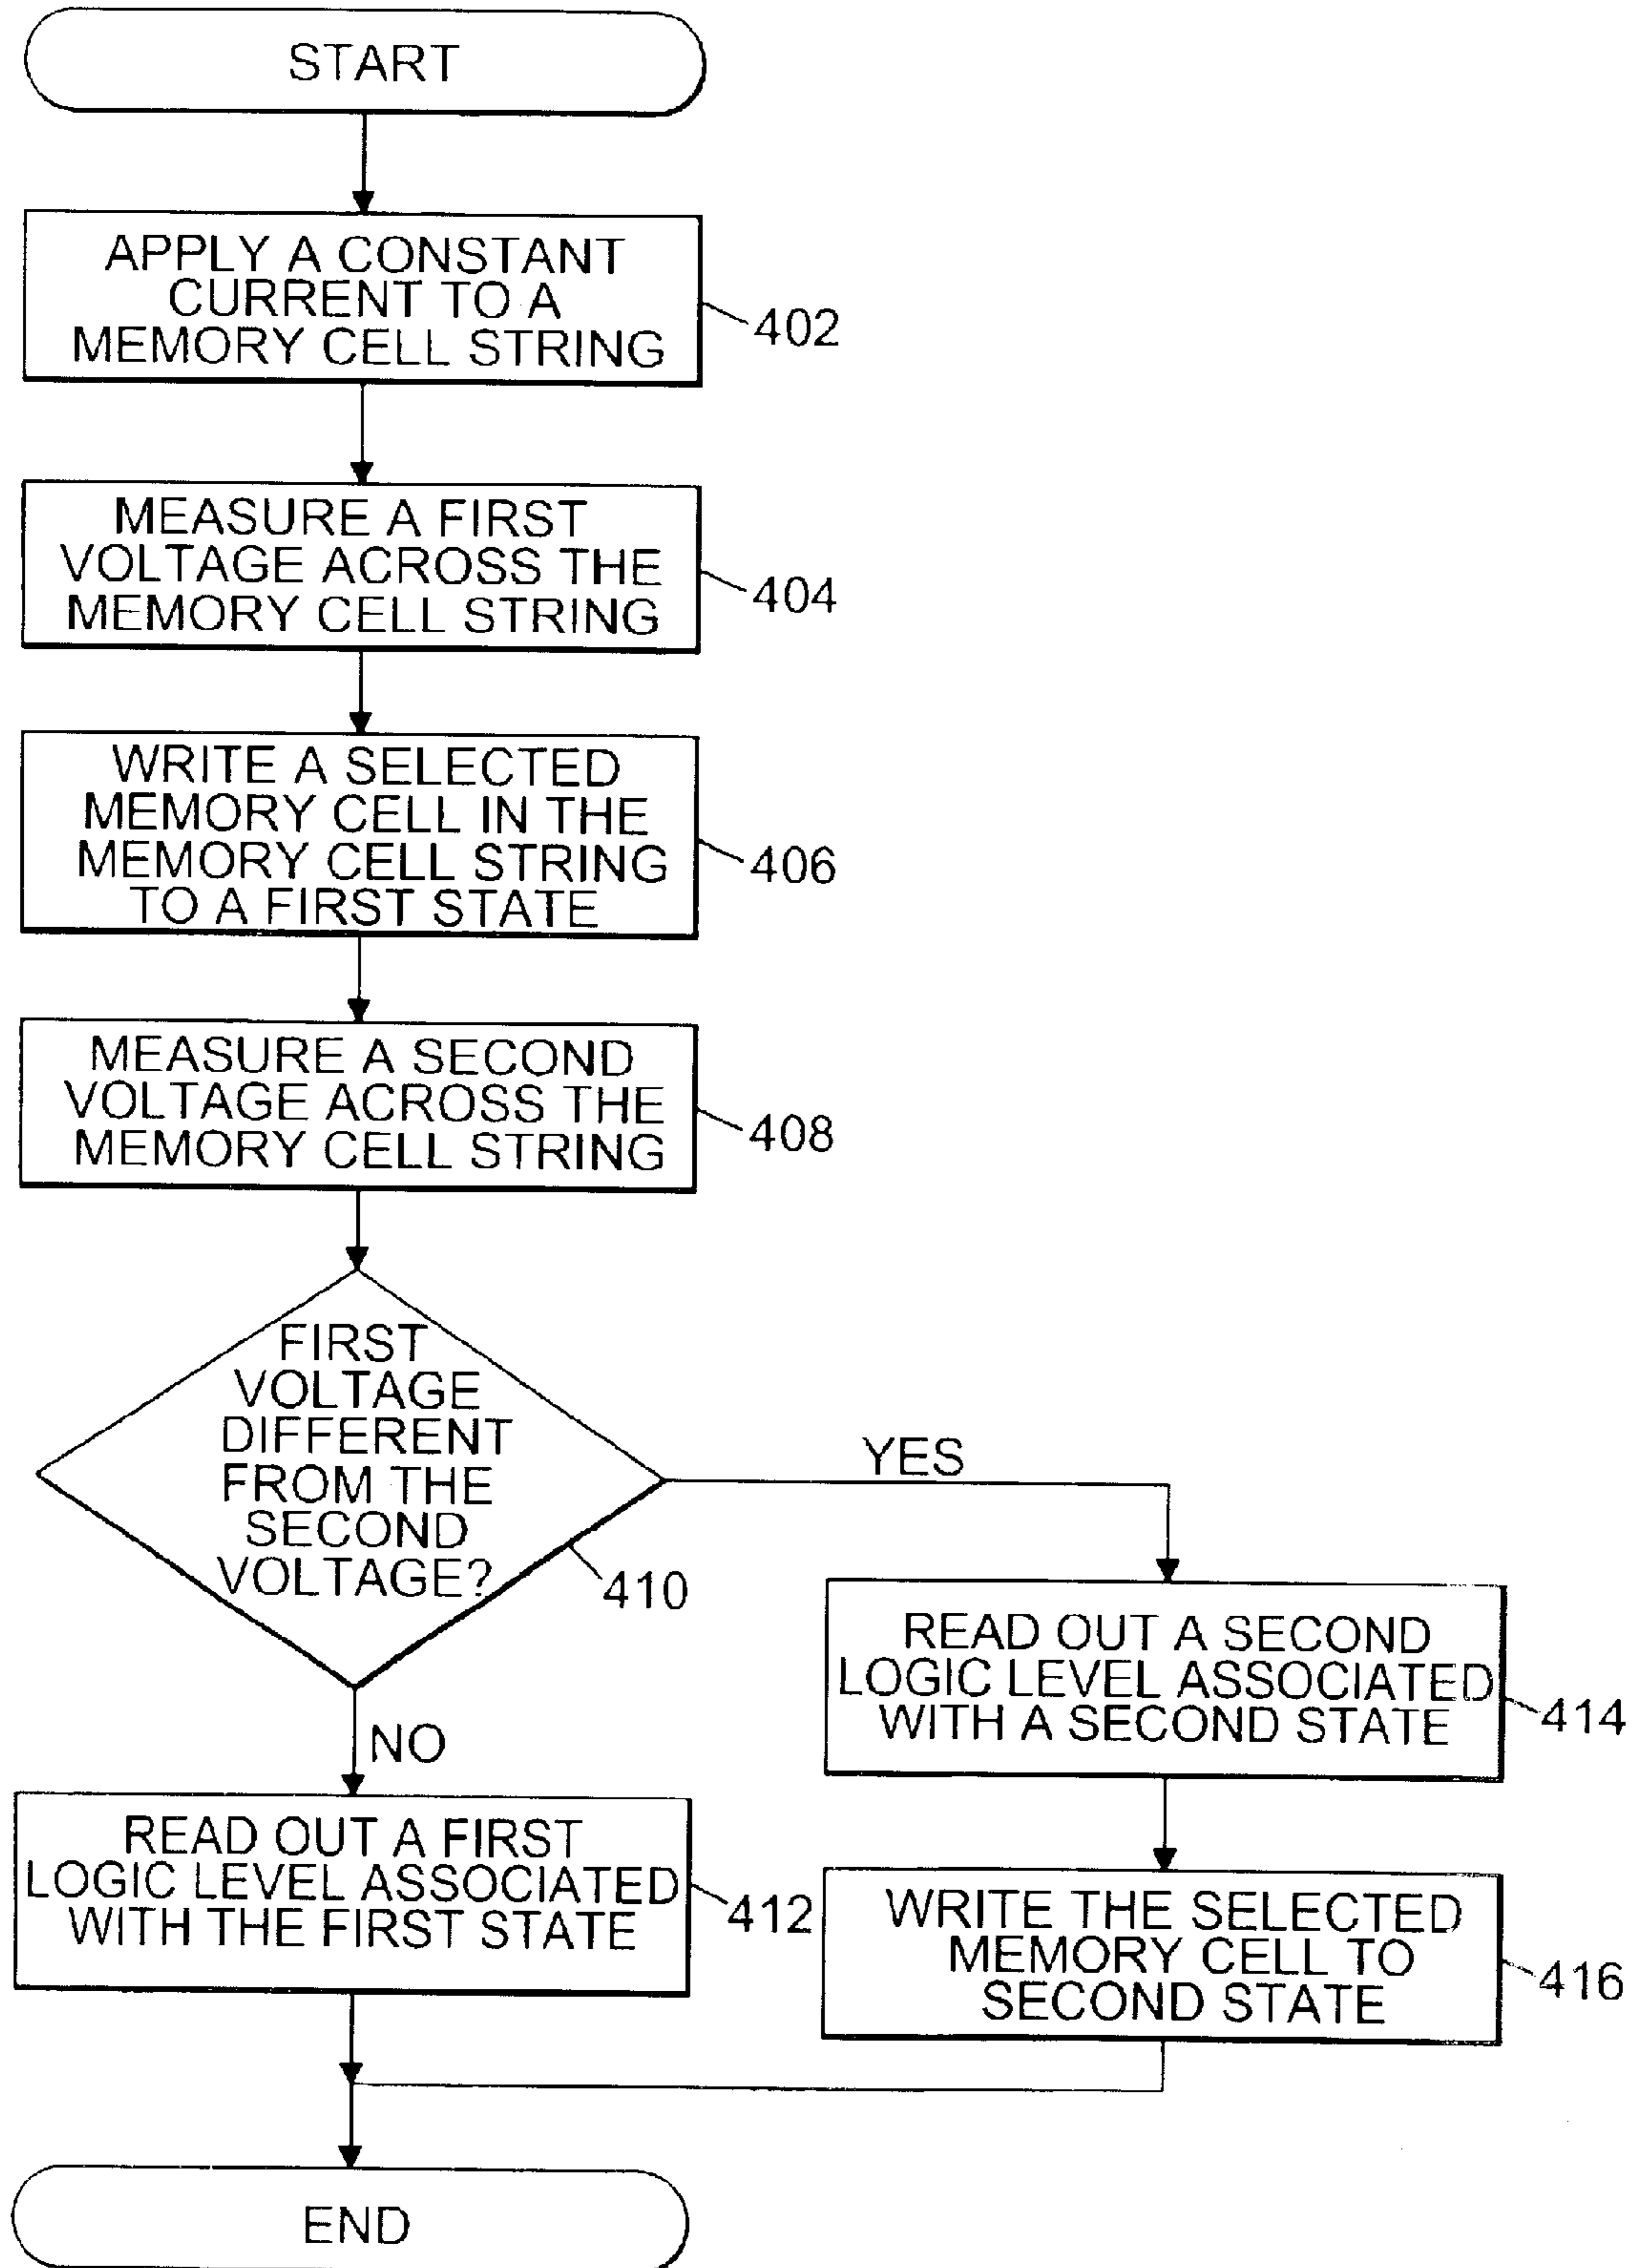 START
APPLY A CONSTANT
CURRENT TO A
MEMORY CELL STRING
402
MEASURE A FIRST
VOLTAGE ACROSS THE
MEMORY CELL STRING
404
WRITE A SELECTED
MEMORY CELL IN THE
MEMORY CELL STRING
TO A FIRST STATE
406
MEASURE A SECOND
VOLTAGE ACROSS THE
MEMORY CELL STRING
408
FIRST
VOLTAGE
DIFFERENT
FROM THE
SECOND
VOLTAGE?
410
YES
NO
READ OUT A SECOND
LOGIC LEVEL ASSOCIATED
WITH A SECOND STATE
414
READ OUT A FIRST
LOGIC LEVEL ASSOCIATED
WITH THE FIRST STATE
412
WRITE THE SELECTED
MEMORY CELL TO
SECOND STATE
416
END